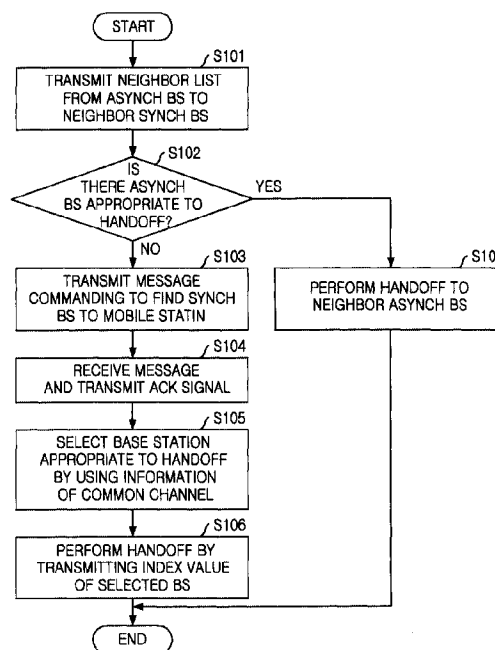 START
S101
TRANSMIT NEIGHBOR LIST
FROM ASYNCH BS TO
NEIGHBOR SYNCH BS
S102
IS
THERE ASYNCH
BS APPROPRIATE TO
HANDOFF?
YES
NO
S103
TRANSMIT MESSAGE
COMMANDING TO FIND SYNCH
BS TO MOBILE STATIN
S10
PERFORM HANDOFF TO
NEIGHBOR ASYNCH BS
S104
RECEIVE MESSAGE
AND TRANSMIT ACK SIGNAL
S105
SELECT BASE STATION
APPROPRIATE TO HANDOFF
BY USING INFORMATION
OF COMMON CHANNEL
S106
PERFORM HANDOFF BY
TRANSMITTING INDEX VALUE
OF SELECTED BS
END